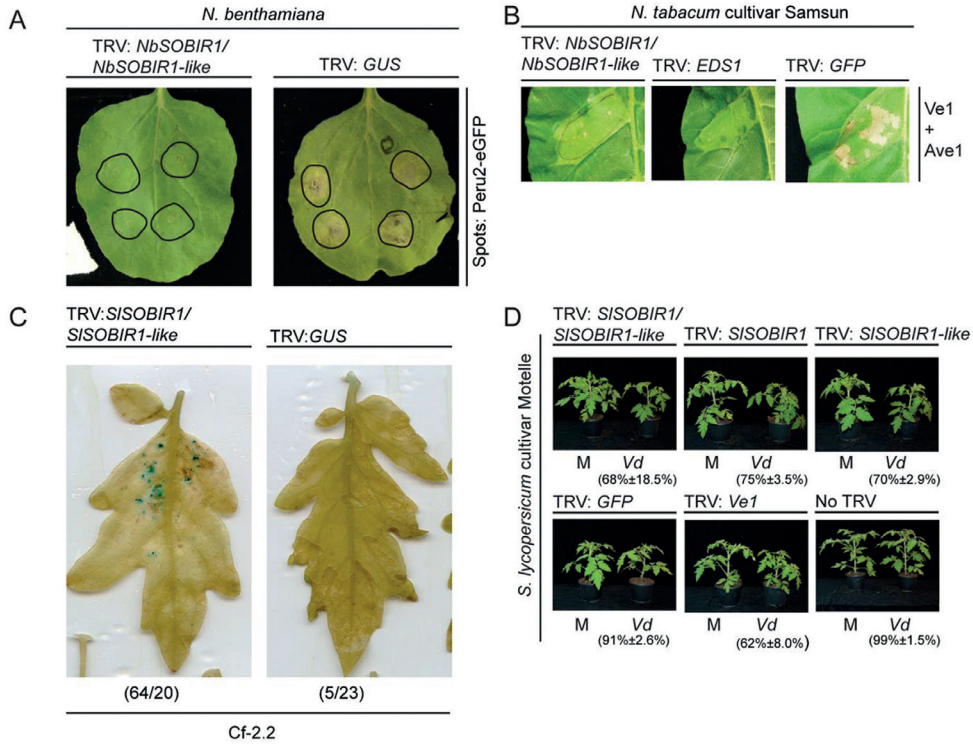 A
N. benthamiana
TRV: NbSOBIR1/
NbSOBIR1-like
TRV: GUS
Spots: Peru2-eGFP
B
N. tabacum cultivar Samsun
TRV: NbSOBIR1/
NbSOBIR1-like
TRV: EDS1
TRV: GFP
Ve1
+
Ave1
C
TRV:SlSOBIR1/
SlSOBIR1-like
TRV:GUS
(64/20)
(5/23)
Cf-2.2
D
S. lycopersicum cultivar Motelle
TRV: SlSOBIR1/
SlSOBIR1-like
TRV: SlSOBIR1
TRV: SlSOBIR1-like
M
Vd
(68%±18.5%)
M
Vd
(75%±3.5%)
M
Vd
(70%±2.9%)
TRV: GFP
TRV: Ve1
No TRV
M
Vd
(91%±2.6%)
M
Vd
(62%±8.0%)
M
Vd
(99%±1.5%)